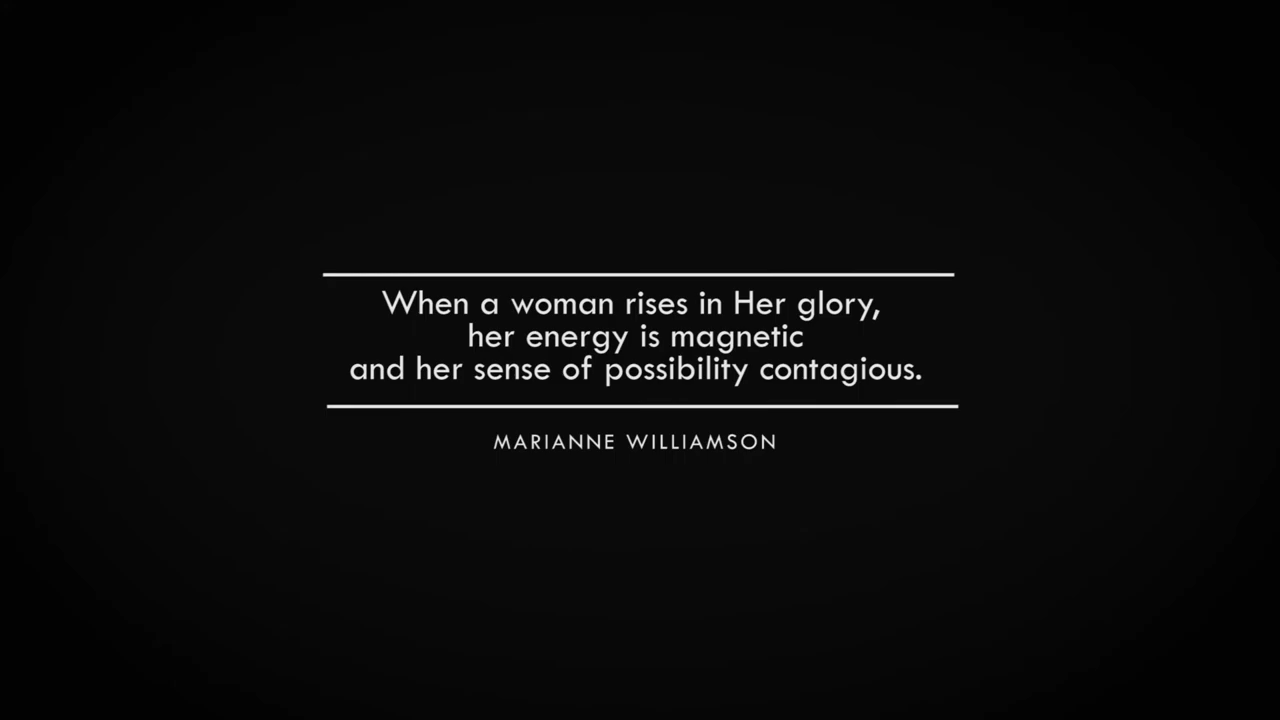 When a woman rises in Her glory,
her energy is magnetic
and her sense of possibility contagious.
MARIANNE WILLIAMSON